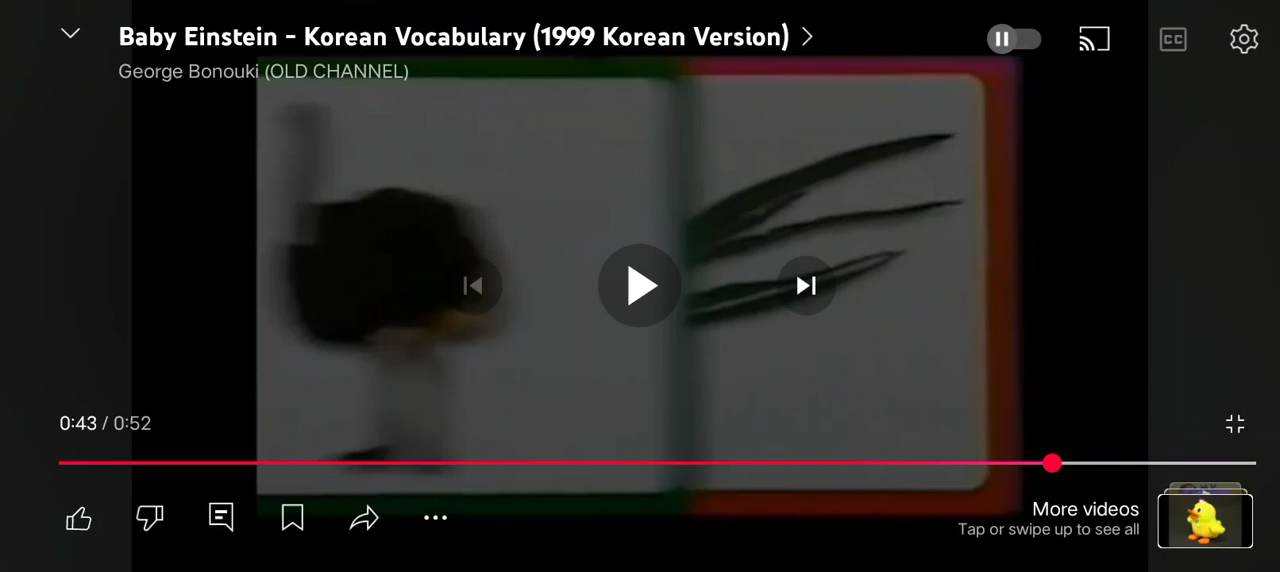 Baby Einstein - Korean Vocabulary (1999 Korean Version)
George Bonouki (OLD CHANNEL)
CC
0:43 / 0:52
More videos
Tap or swipe up to see all